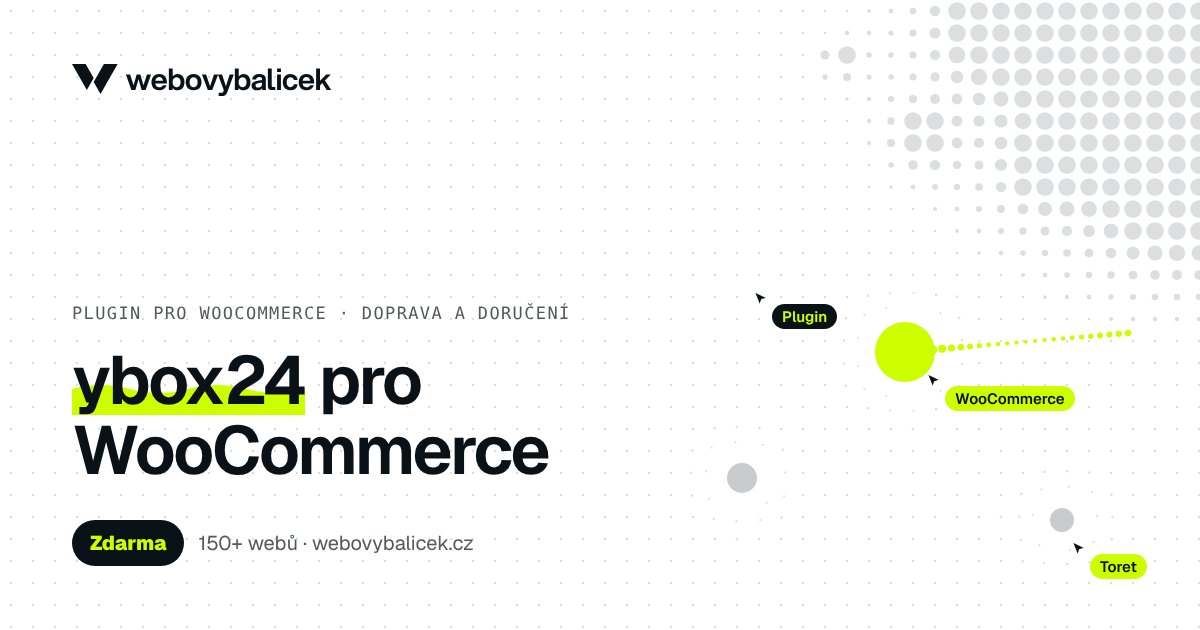 webovybalicek
PLUGIN PRO WOOCOMMERCE · DOPRAVA A DORUČENÍ
ybox24 pro
WooCommerce
Zdarma
150+ webů · webovybalicek.cz
Plugin
WooCommerce
Toret